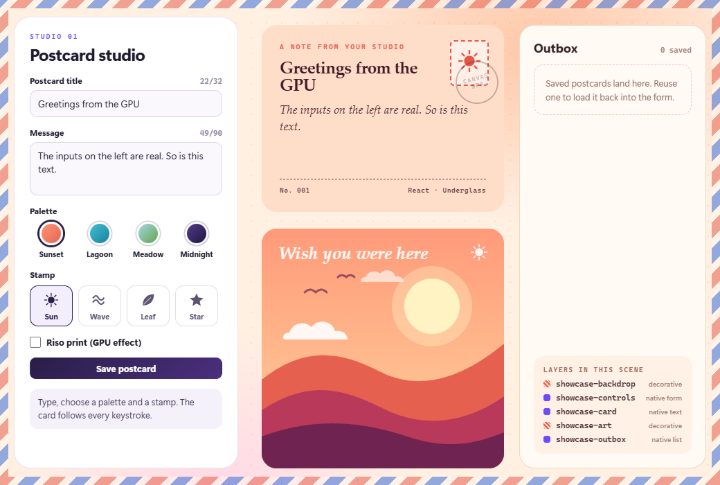 STUDIO 01
Postcard studio
Postcard title 22/32
Greetings from the GPU
Message 49/90
The inputs on the left are real. So is this
text.
Palette
Sunset Lagoon Meadow Midnight
Stamp
Sun Wave Leaf Star
Riso print (GPU effect)
Save postcard
Type, choose a palette and a stamp. The
card follows every keystroke.
A NOTE FROM YOUR STUDIO
Greetings from the
GPU
The inputs on the left are real. So is this
text.
No. 001 React · Underglass
Wish you were here
Outbox 0 saved
Saved postcards land here. Reuse
one to load it back into the form.
LAYERS IN THIS SCENE
showcase-backdrop decorative
showcase-controls native form
showcase-card native text
showcase-art decorative
showcase-outbox native list